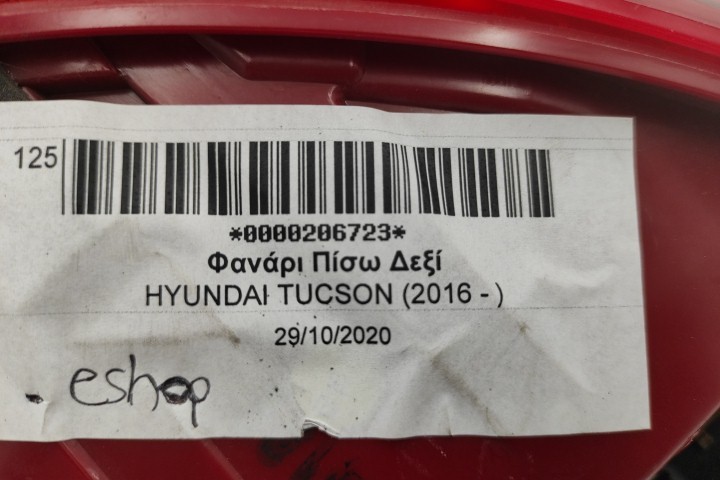 125
*0000206723*
Φανάρι Πίσω Δεξί
HYUNDAI TUCSON (2016 - )
29/10/2020
eshop